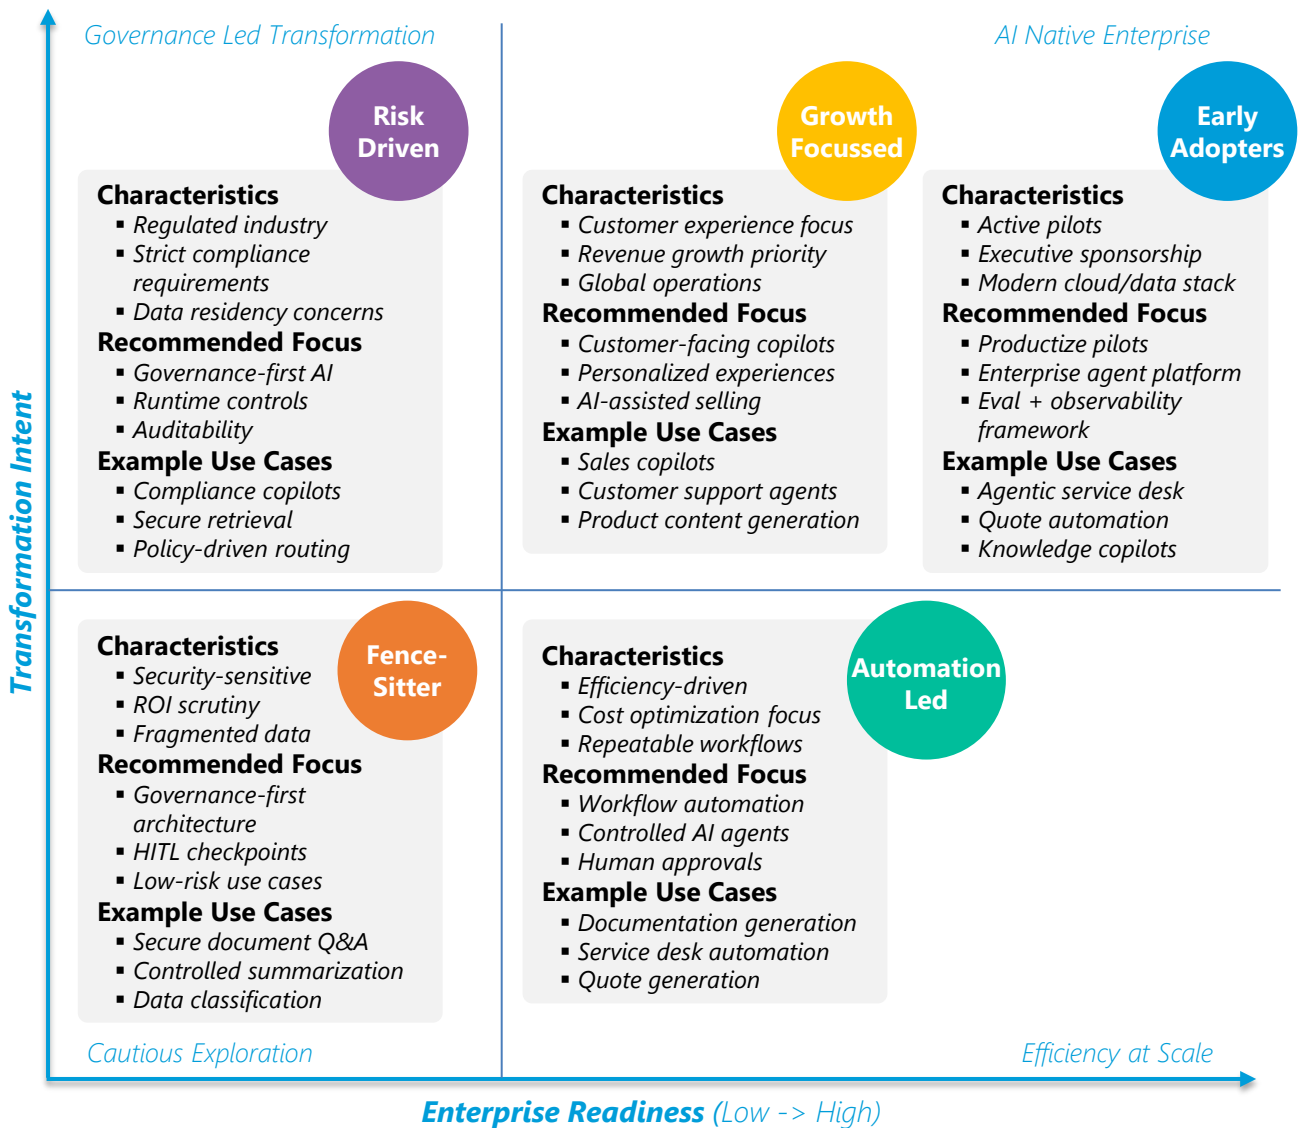 Governance Led Transformation
AI Native Enterprise
Risk
Driven
Characteristics
▪ Regulated industry
▪ Strict compliance
requirements
▪ Data residency concerns
Recommended Focus
▪ Governance-first AI
▪ Runtime controls
▪ Auditability
Example Use Cases
▪ Compliance copilots
▪ Secure retrieval
▪ Policy-driven routing
Growth
Focussed
Characteristics
▪ Customer experience focus
▪ Revenue growth priority
▪ Global operations
Recommended Focus
▪ Customer-facing copilots
▪ Personalized experiences
▪ AI-assisted selling
Example Use Cases
▪ Sales copilots
▪ Customer support agents
▪ Product content generation
Early
Adopters
Characteristics
▪ Active pilots
▪ Executive sponsorship
▪ Modern cloud/data stack
Recommended Focus
▪ Productize pilots
▪ Enterprise agent platform
▪ Eval + observability
framework
Example Use Cases
▪ Agentic service desk
▪ Quote automation
▪ Knowledge copilots
Transformation Intent
Fence-
Sitter
Characteristics
▪ Security-sensitive
▪ ROI scrutiny
▪ Fragmented data
Recommended Focus
▪ Governance-first
architecture
▪ HITL checkpoints
▪ Low-risk use cases
Example Use Cases
▪ Secure document Q&A
▪ Controlled summarization
▪ Data classification
Automation
Led
Characteristics
▪ Efficiency-driven
▪ Cost optimization focus
▪ Repeatable workflows
Recommended Focus
▪ Workflow automation
▪ Controlled AI agents
▪ Human approvals
Example Use Cases
▪ Documentation generation
▪ Service desk automation
▪ Quote generation
Cautious Exploration
Efficiency at Scale
Enterprise Readiness (Low -> High)